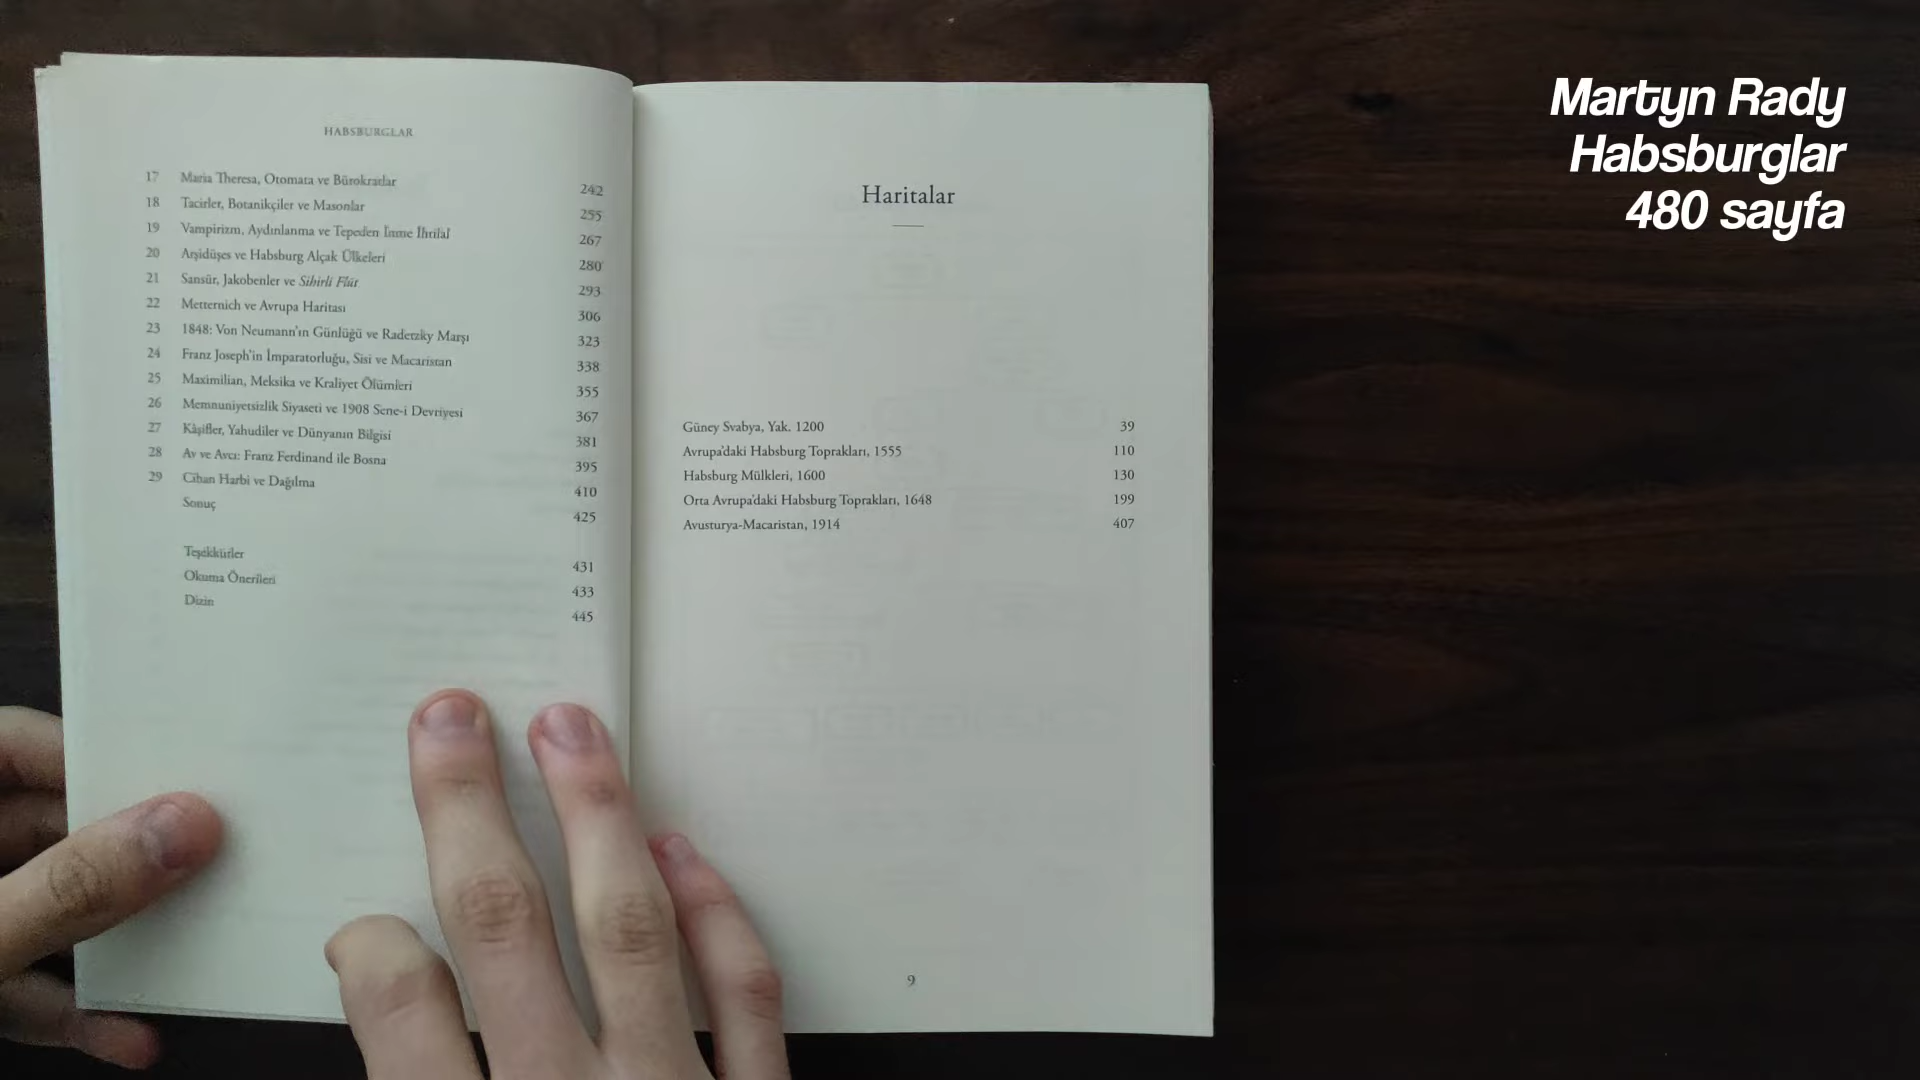 HABSBURGLAR
17 Maria Theresa, Otomata ve Bürokratlar 242
18 Tacirler, Botanikçiler ve Masonlar 255
19 Vampirizm, Aydınlanma ve Tepeden İnme İhtilal 267
20 Arşidüşes ve Habsburg Alçak Ülkeleri 280
21 Sansür, Jakobenler ve Sihirli Flüt 293
22 Metternich ve Avrupa Haritası 306
23 1848: Von Neumann'ın Günlüğü ve Radetzky Marşı 323
24 Franz Joseph'in İmparatorluğu, Sisi ve Macaristan 338
25 Maximilian, Meksika ve Kraliyet Ölümleri 355
26 Memnuniyetsizlik Siyaseti ve 1908 Sene-i Devriyesi 367
27 Kâşifler, Yahudiler ve Dünyanın Bilgisi 381
28 Av ve Avcı: Franz Ferdinand ile Bosna 395
29 Cihan Harbi ve Dağılma 410
Sonuç 425
Teşekkürler 431
Okuma Önerileri 433
Dizin 445
Haritalar
Güney Svabya, Yak. 1200 39
Avrupa'daki Habsburg Toprakları, 1555 110
Habsburg Mülkleri, 1600 130
Orta Avrupa'daki Habsburg Toprakları, 1648 199
Avusturya-Macaristan, 1914 407
9
Martyn Rady
Habsburglar
480 sayfa